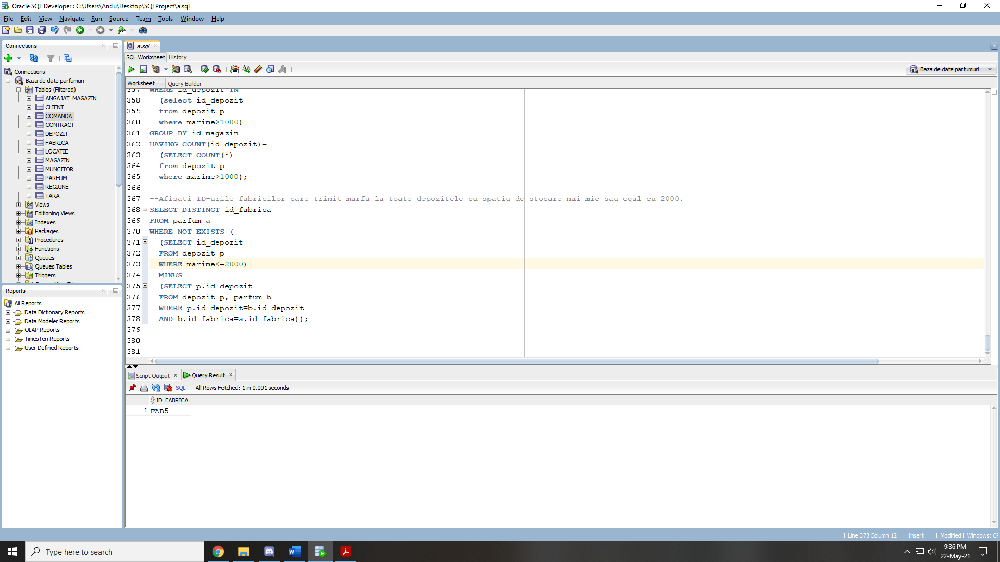 Oracle SQL Developer : C:\Users\Andu\Desktop\SQLProject\a.sql
File Edit View Navigate Run Source Team Tools Window Help
Connections
Connections
Baza de date parfumuri
Tables (Filtered)
ANGAJAT_MAGAZIN
CLIENT
COMANDA
CONTRACT
DEPOZIT
FABRICA
LOCATIE
MAGAZIN
MUNCITOR
PARFUM
REGIUNE
TARA
Views
Editioning Views
Indexes
Packages
Procedures
Functions
Queues
Queues Tables
Triggers
Reports
All Reports
Data Dictionary Reports
Data Modeler Reports
OLAP Reports
TimesTen Reports
User Defined Reports
a.sql
SQL Worksheet History
Baza de date parfumuri
Worksheet Query Builder
357 WHERE id_depozit IN
358 (select id_depozit
359 from depozit p
360 where marime>1000)
361 GROUP BY id_magazin
362 HAVING COUNT(id_depozit)=
363 (SELECT COUNT(*)
364 from depozit p
365 where marime>1000);
366
367 --Afisati ID-urile fabricilor care trimit marfa la toate depozitele cu spatiu de stocare mai mic sau egal cu 2000.
368 SELECT DISTINCT id_fabrica
369 FROM parfum a
370 WHERE NOT EXISTS (
371 (SELECT id_depozit
372 FROM depozit p
373 WHERE marime<=2000)
374 MINUS
375 (SELECT p.id_depozit
376 FROM depozit p, parfum b
377 WHERE p.id_depozit=b.id_depozit
378 AND b.id_fabrica=a.id_fabrica));
379
380
381
Script Output x Query Result x
SQL | All Rows Fetched: 1 in 0.001 seconds
ID_FABRICA
1 FAB5
| Line 373 Column 12 | Insert | Modified | Windows: CF
Type here to search
9:36 PM
22-May-21